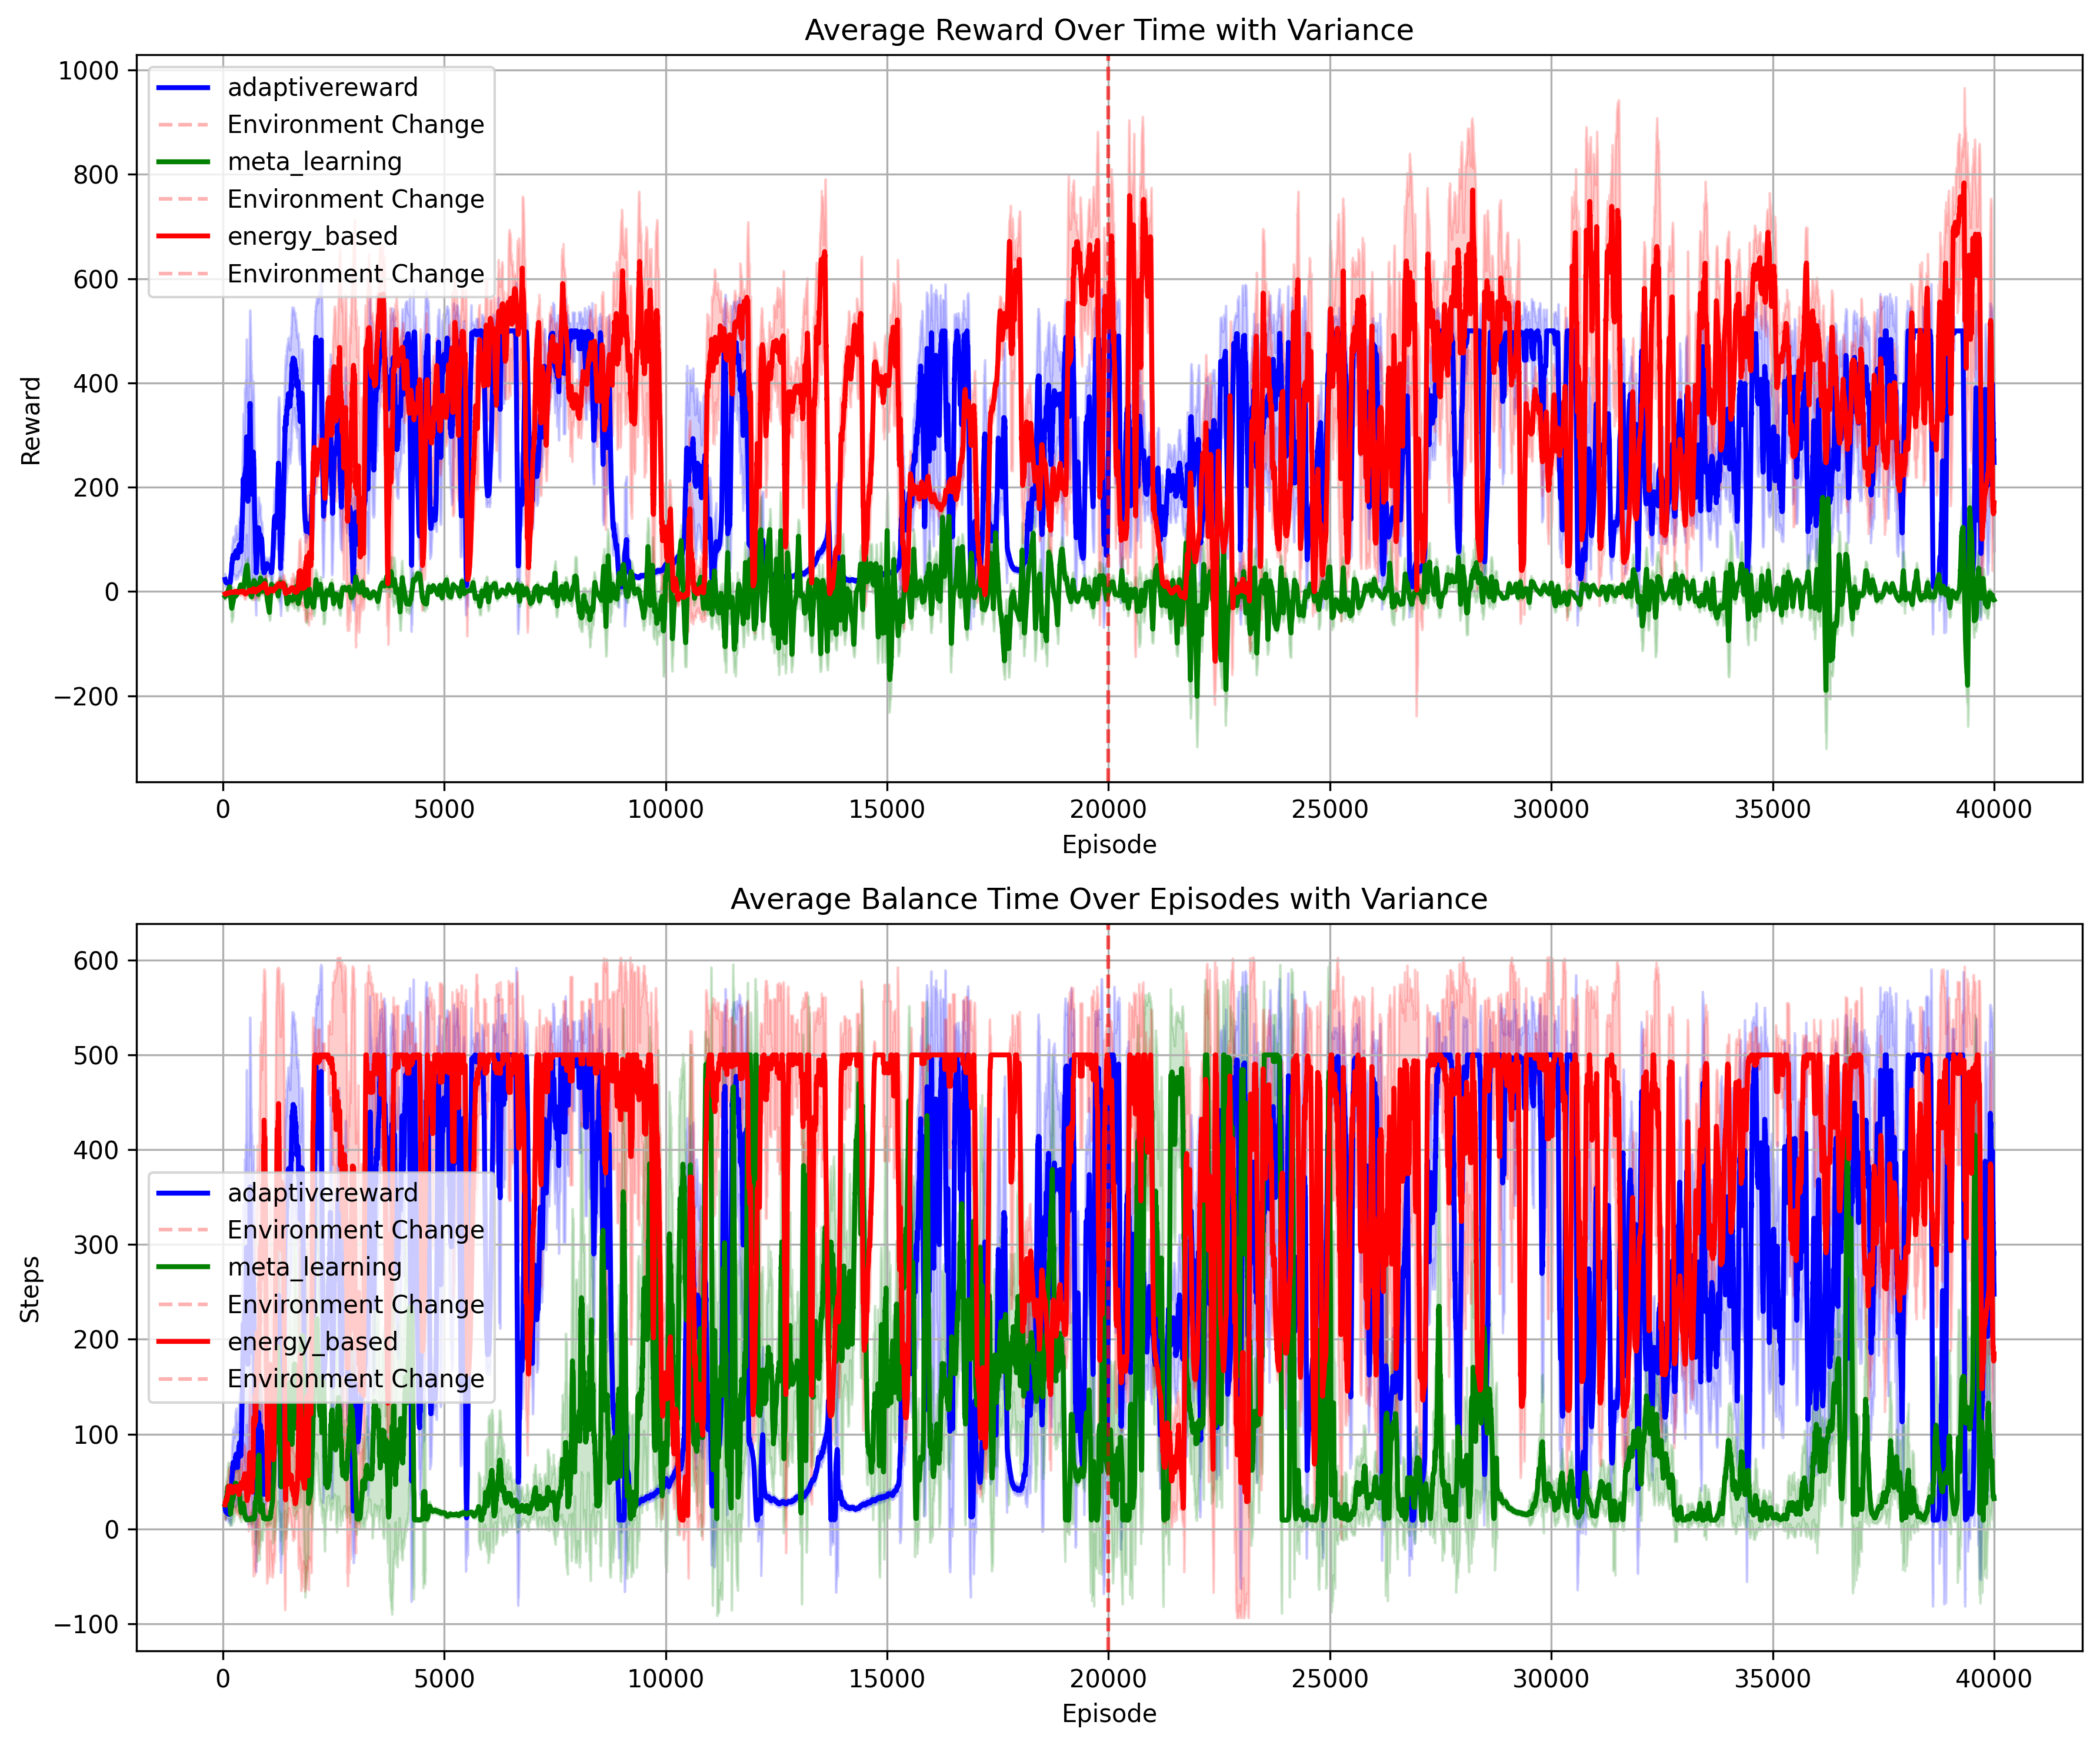 Average Reward Over Time with Variance
1000
800
600
400
200
0
−200
Reward
adaptivereward
Environment Change
meta_learning
Environment Change
energy_based
Environment Change
0 5000 10000 15000 20000 25000 30000 35000 40000
Episode
Average Balance Time Over Episodes with Variance
600
500
400
300
200
100
0
−100
Steps
adaptivereward
Environment Change
meta_learning
Environment Change
energy_based
Environment Change
0 5000 10000 15000 20000 25000 30000 35000 40000
Episode